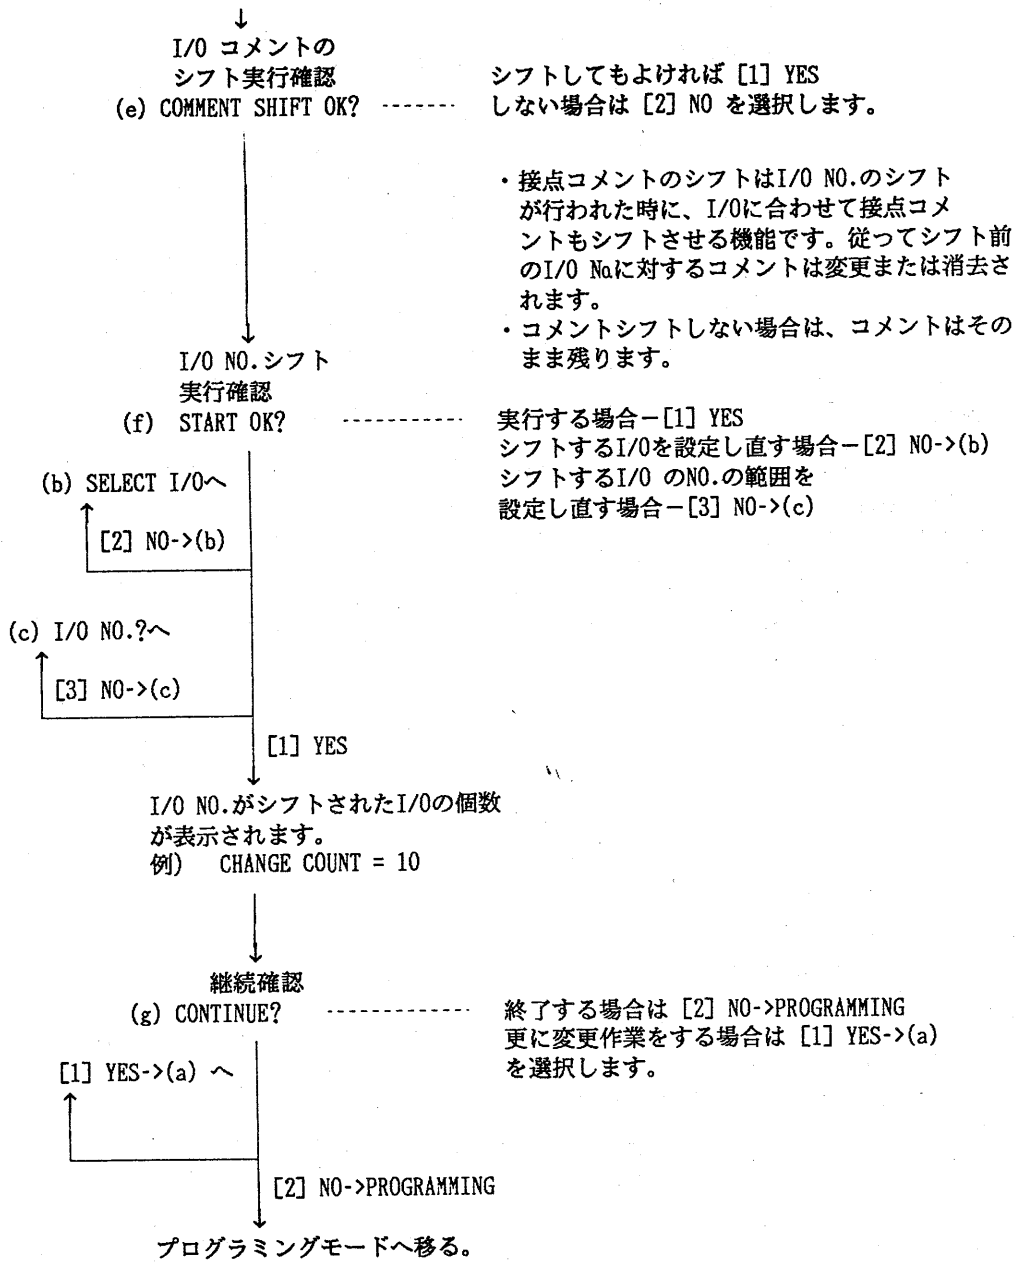 I/O コメントの
シフト実行確認
(e) COMMENT SHIFT OK? -------
シフトしてもよければ [1] YES
しない場合は [2] NO を選択します。
・接点コメントのシフトはI/O NO.のシフト
が行われた時に、I/Oに合わせて接点コメ
ントもシフトさせる機能です。従ってシフト前
のI/O Noに対するコメントは変更または消去さ
れます。
・コメントシフトしない場合は、コメントはその
まま残ります。
I/O NO.シフト
実行確認
(f) START OK? -----------
実行する場合－[1] YES
シフトするI/Oを設定し直す場合－[2] NO->(b)
シフトするI/O のNO.の範囲を
設定し直す場合－[3] NO->(c)
(b) SELECT I/Oへ
[2] NO->(b)
(c) I/O NO.?へ
[3] NO->(c)
[1] YES
I/O NO.がシフトされたI/Oの個数
が表示されます。
例) CHANGE COUNT = 10
継続確認
(g) CONTINUE? -------------
終了する場合は [2] NO->PROGRAMMING
更に変更作業をする場合は [1] YES->(a)
を選択します。
[1] YES->(a) へ
[2] NO->PROGRAMMING
プログラミングモードへ移る。